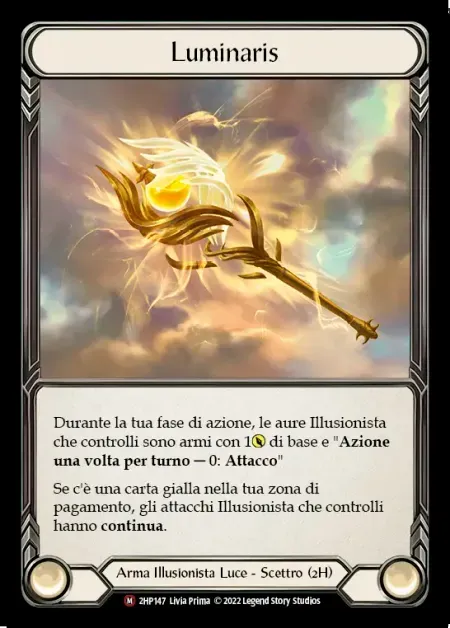 Luminaris
Durante la tua fase di azione, le aure Illusionista
che controlli sono armi con 1 di base e "Azione
una volta per turno — 0: Attacco"
Se c'è una carta gialla nella tua zona di
pagamento, gli attacchi Illusionista che controlli
hanno continua.
Arma Illusionista Luce - Scettro (2H)
M 2HP147 Livia Prima © 2022 Legend Story Studios